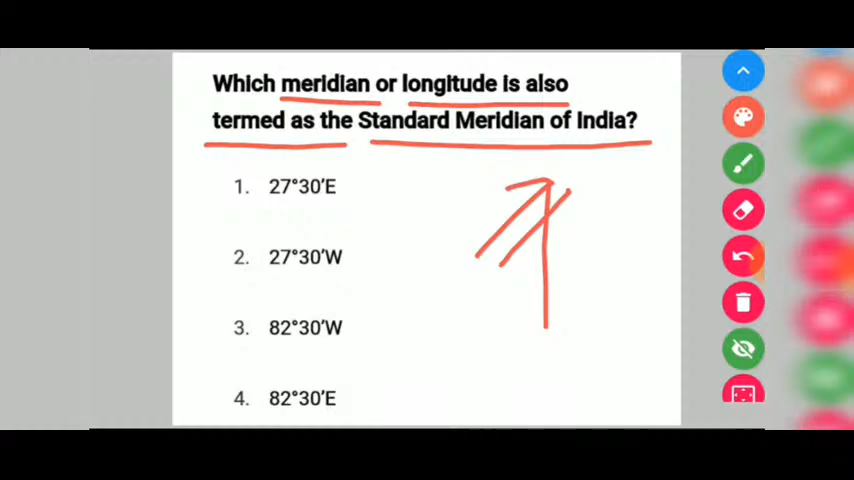 Which meridian or longitude is also
termed as the Standard Meridian of India?
1. 27°30'E
2. 27°30'W
3. 82°30'W
4. 82°30'E